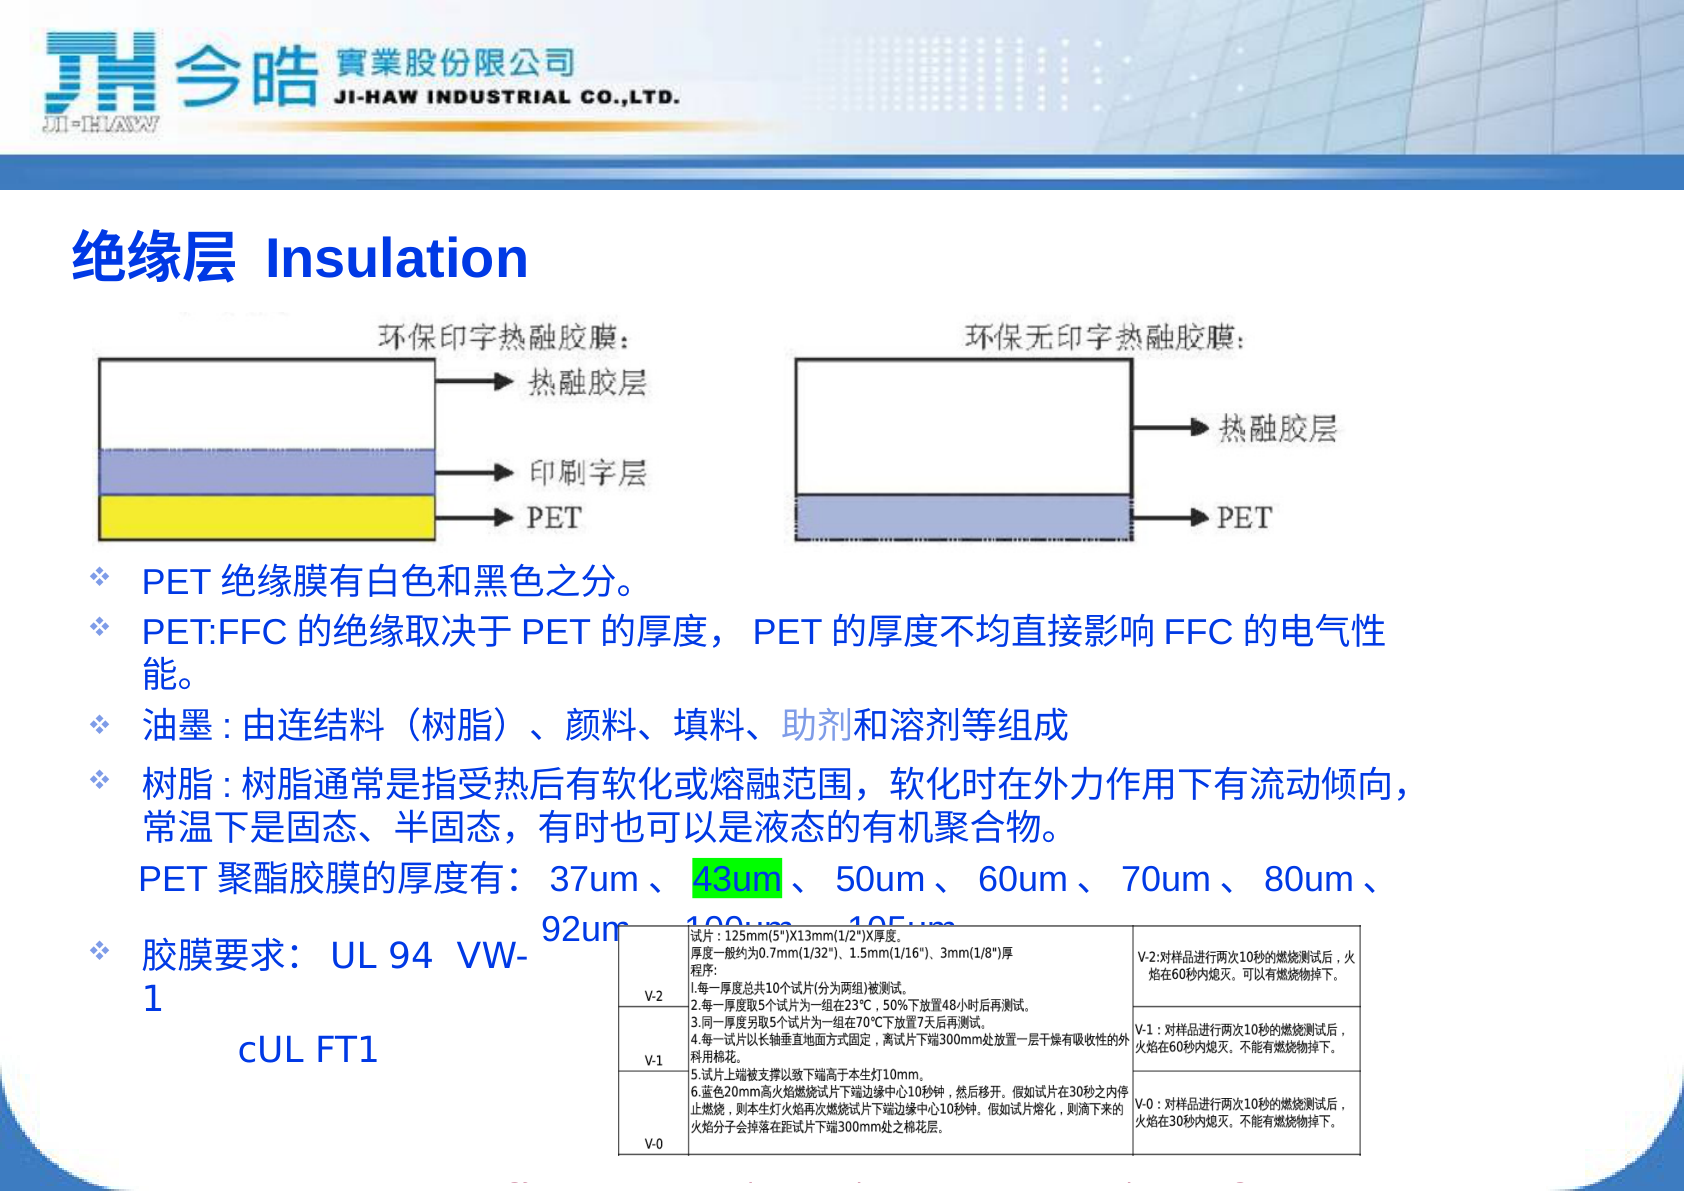 JH 今皓 實業股份限公司
JI-HAW INDUSTRIAL CO.,LTD.
JI-HAW
绝缘层 Insulation
环保印字热融胶膜:
热融胶层
印刷字层
PET
环保无印字热融胶膜:
热融胶层
PET
PET 绝缘膜有白色和黑色之分。
PET:FFC 的绝缘取决于 PET 的厚度， PET 的厚度不均直接影响 FFC 的电气性
能。
油墨 : 由连结料（树脂）、颜料、填料、助剂和溶剂等组成
树脂 : 树脂通常是指受热后有软化或熔融范围，软化时在外力作用下有流动倾向，
常温下是固态、半固态，有时也可以是液态的有机聚合物。
PET 聚酯胶膜的厚度有： 37um 、 43um 、 50um 、 60um 、 70um 、 80um 、
92um 100um 105um
胶膜要求： UL 94 VW-
1
cUL FT1
V-2
V-1
V-0
试片 : 125mm(5")X13mm(1/2")X厚度。
厚度一般约为0.7mm(1/32")、1.5mm(1/16")、3mm(1/8")厚
程序:
l.每一厚度总共10个试片(分为两组)被测试。
2.每一厚度取5个试片为一组在23℃，50%下放置48小时后再测试。
3.同一厚度另取5个试片为一组在70℃下放置7天后再测试。
4.每一试片以长轴垂直地面方式固定，离试片下端300mm处放置一层干燥有吸收性的外
科用棉花。
5.试片上端被支撑以致下端高于本生灯10mm。
6.蓝色20mm高火焰燃烧试片下端边缘中心10秒钟，然后移开。假如试片在30秒之内停
止燃烧，则本生灯火焰再次燃烧试片下端边缘中心10秒钟。假如试片熔化，则滴下来的
火焰分子会掉落在距试片下端300mm处之棉花层。
V-2:对样品进行两次10秒的燃烧测试后，火
焰在60秒内熄灭。可以有燃烧物掉下。
V-1：对样品进行两次10秒的燃烧测试后，
火焰在60秒内熄灭。不能有燃烧物掉下。
V-0：对样品进行两次10秒的燃烧测试后，
火焰在30秒内熄灭。不能有燃烧物掉下。